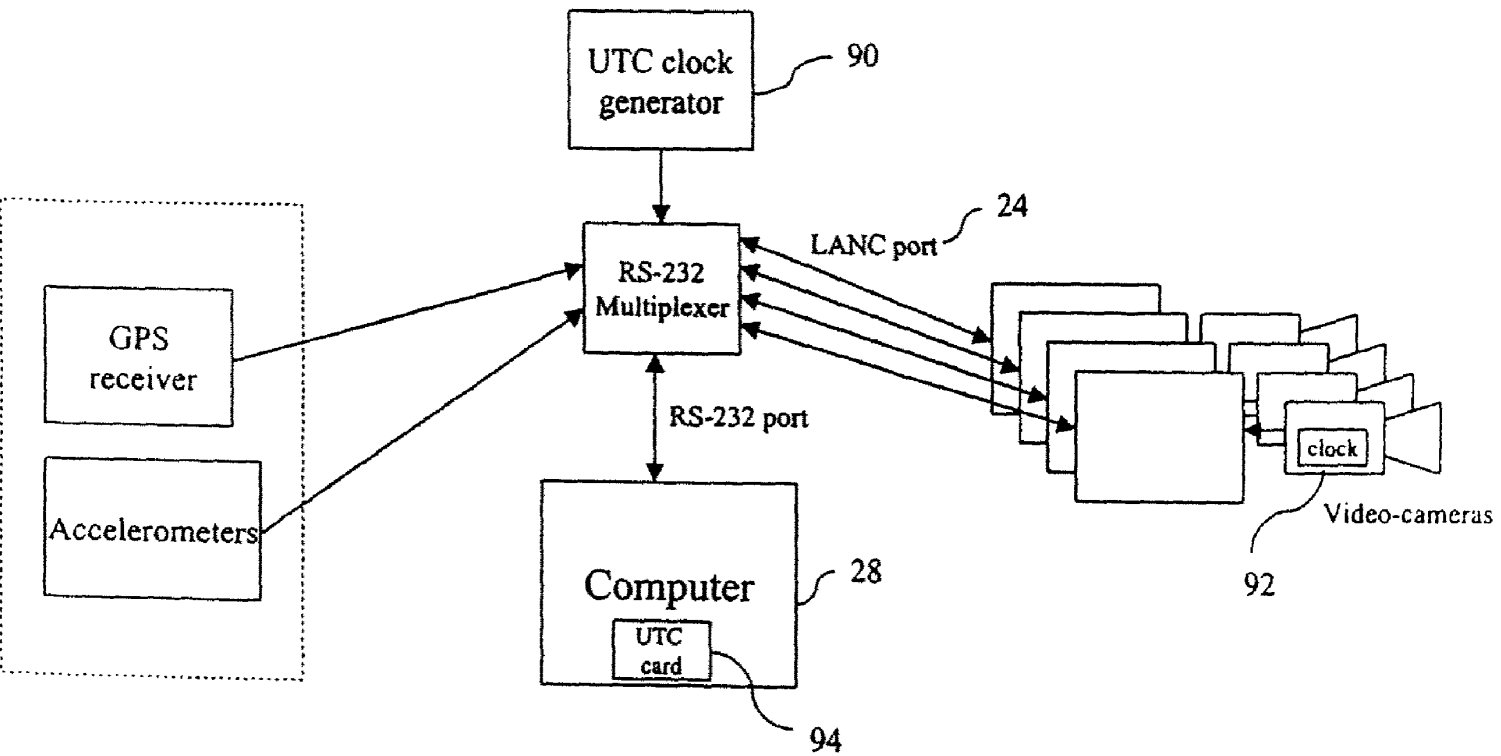 UTC clock
generator
90
24
LANC port
RS-232
Multiplexer
GPS
receiver
RS-232 port
clock
Accelerometers
Video-cameras
92
Computer
28
UTC
card
94